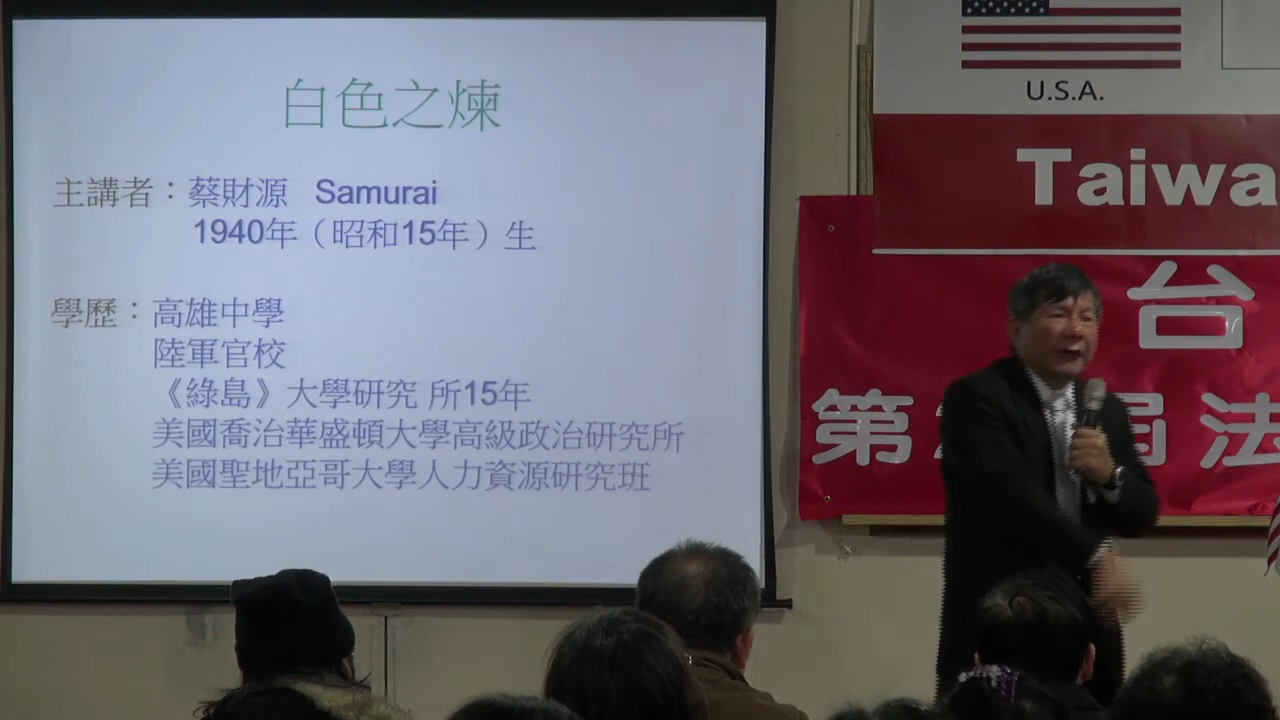 白色之煉
主講者：蔡財源 Samurai
1940年（昭和15年）生
學歷：高雄中學
陸軍官校
《綠島》大學研究 所15年
美國喬治華盛頓大學高級政治研究所
美國聖地亞哥大學人力資源研究班
U.S.A.
Taiwa
台
第 屆法